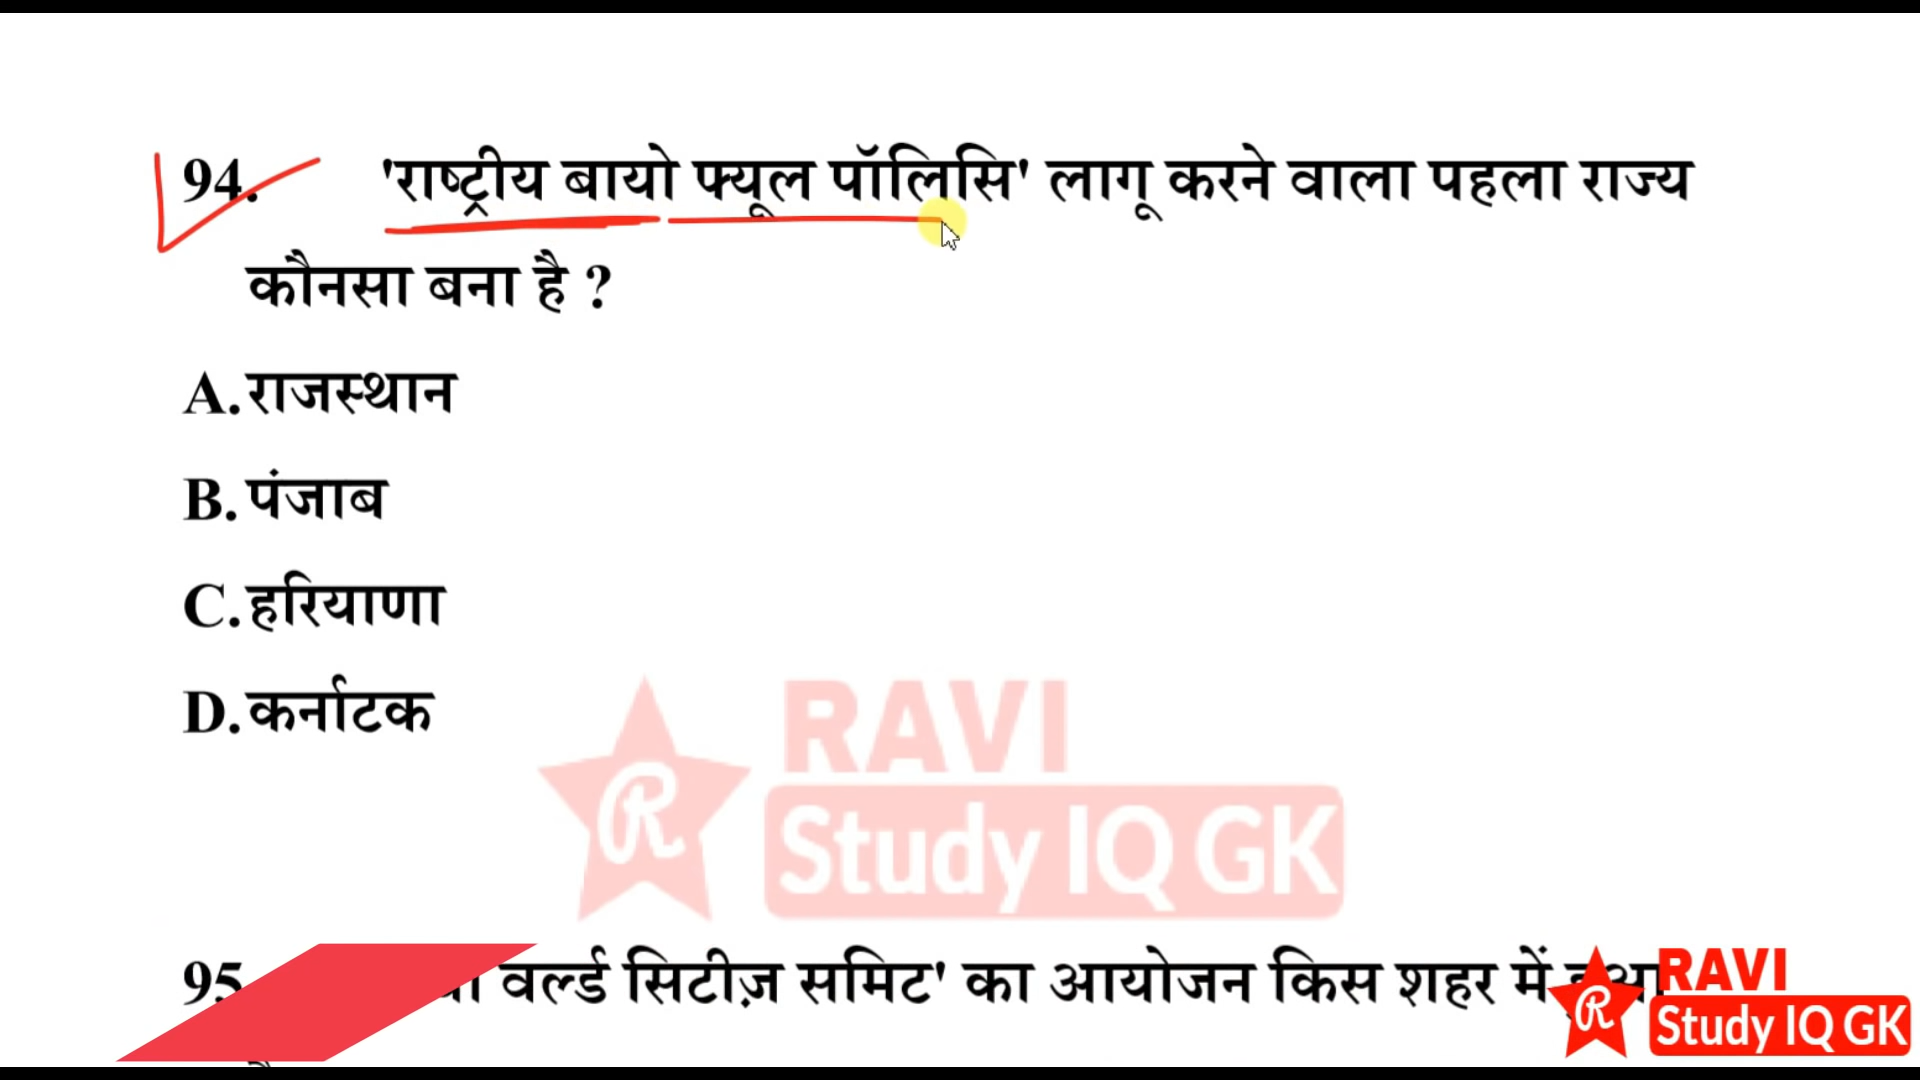 94. 'राष्ट्रीय बायो फ्यूल पॉलिसि' लागू करने वाला पहला राज्य
कौनसा बना है ?
A. राजस्थान
B. पंजाब
C. हरियाणा
D. कर्नाटक
RAVI
R
Study IQ GK
95 वर्ल्ड सिटीज़ समिट' का आयोजन किस शहर में
RAVI
R
Study IQ GK